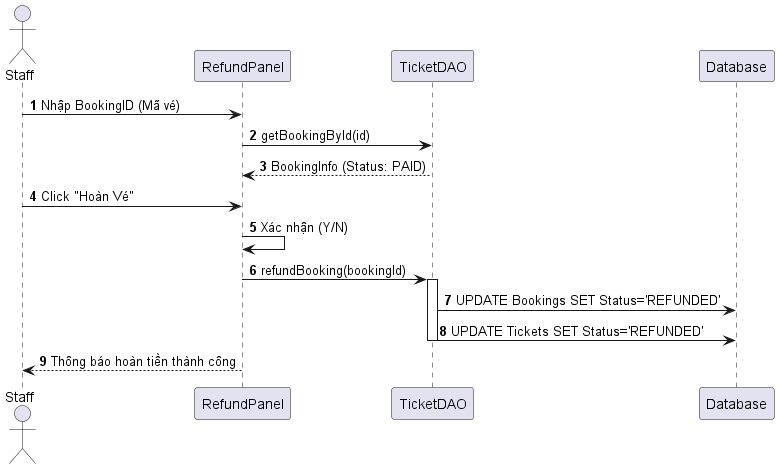 Staff
RefundPanel
TicketDAO
Database
1 Nhập BookingID (Mã vé)
2 getBookingById(id)
3 BookingInfo (Status: PAID)
4 Click "Hoàn Vé"
5 Xác nhận (Y/N)
6 refundBooking(bookingId)
7 UPDATE Bookings SET Status='REFUNDED'
8 UPDATE Tickets SET Status='REFUNDED'
9 Thông báo hoàn tiền thành công
Staff
RefundPanel
TicketDAO
Database